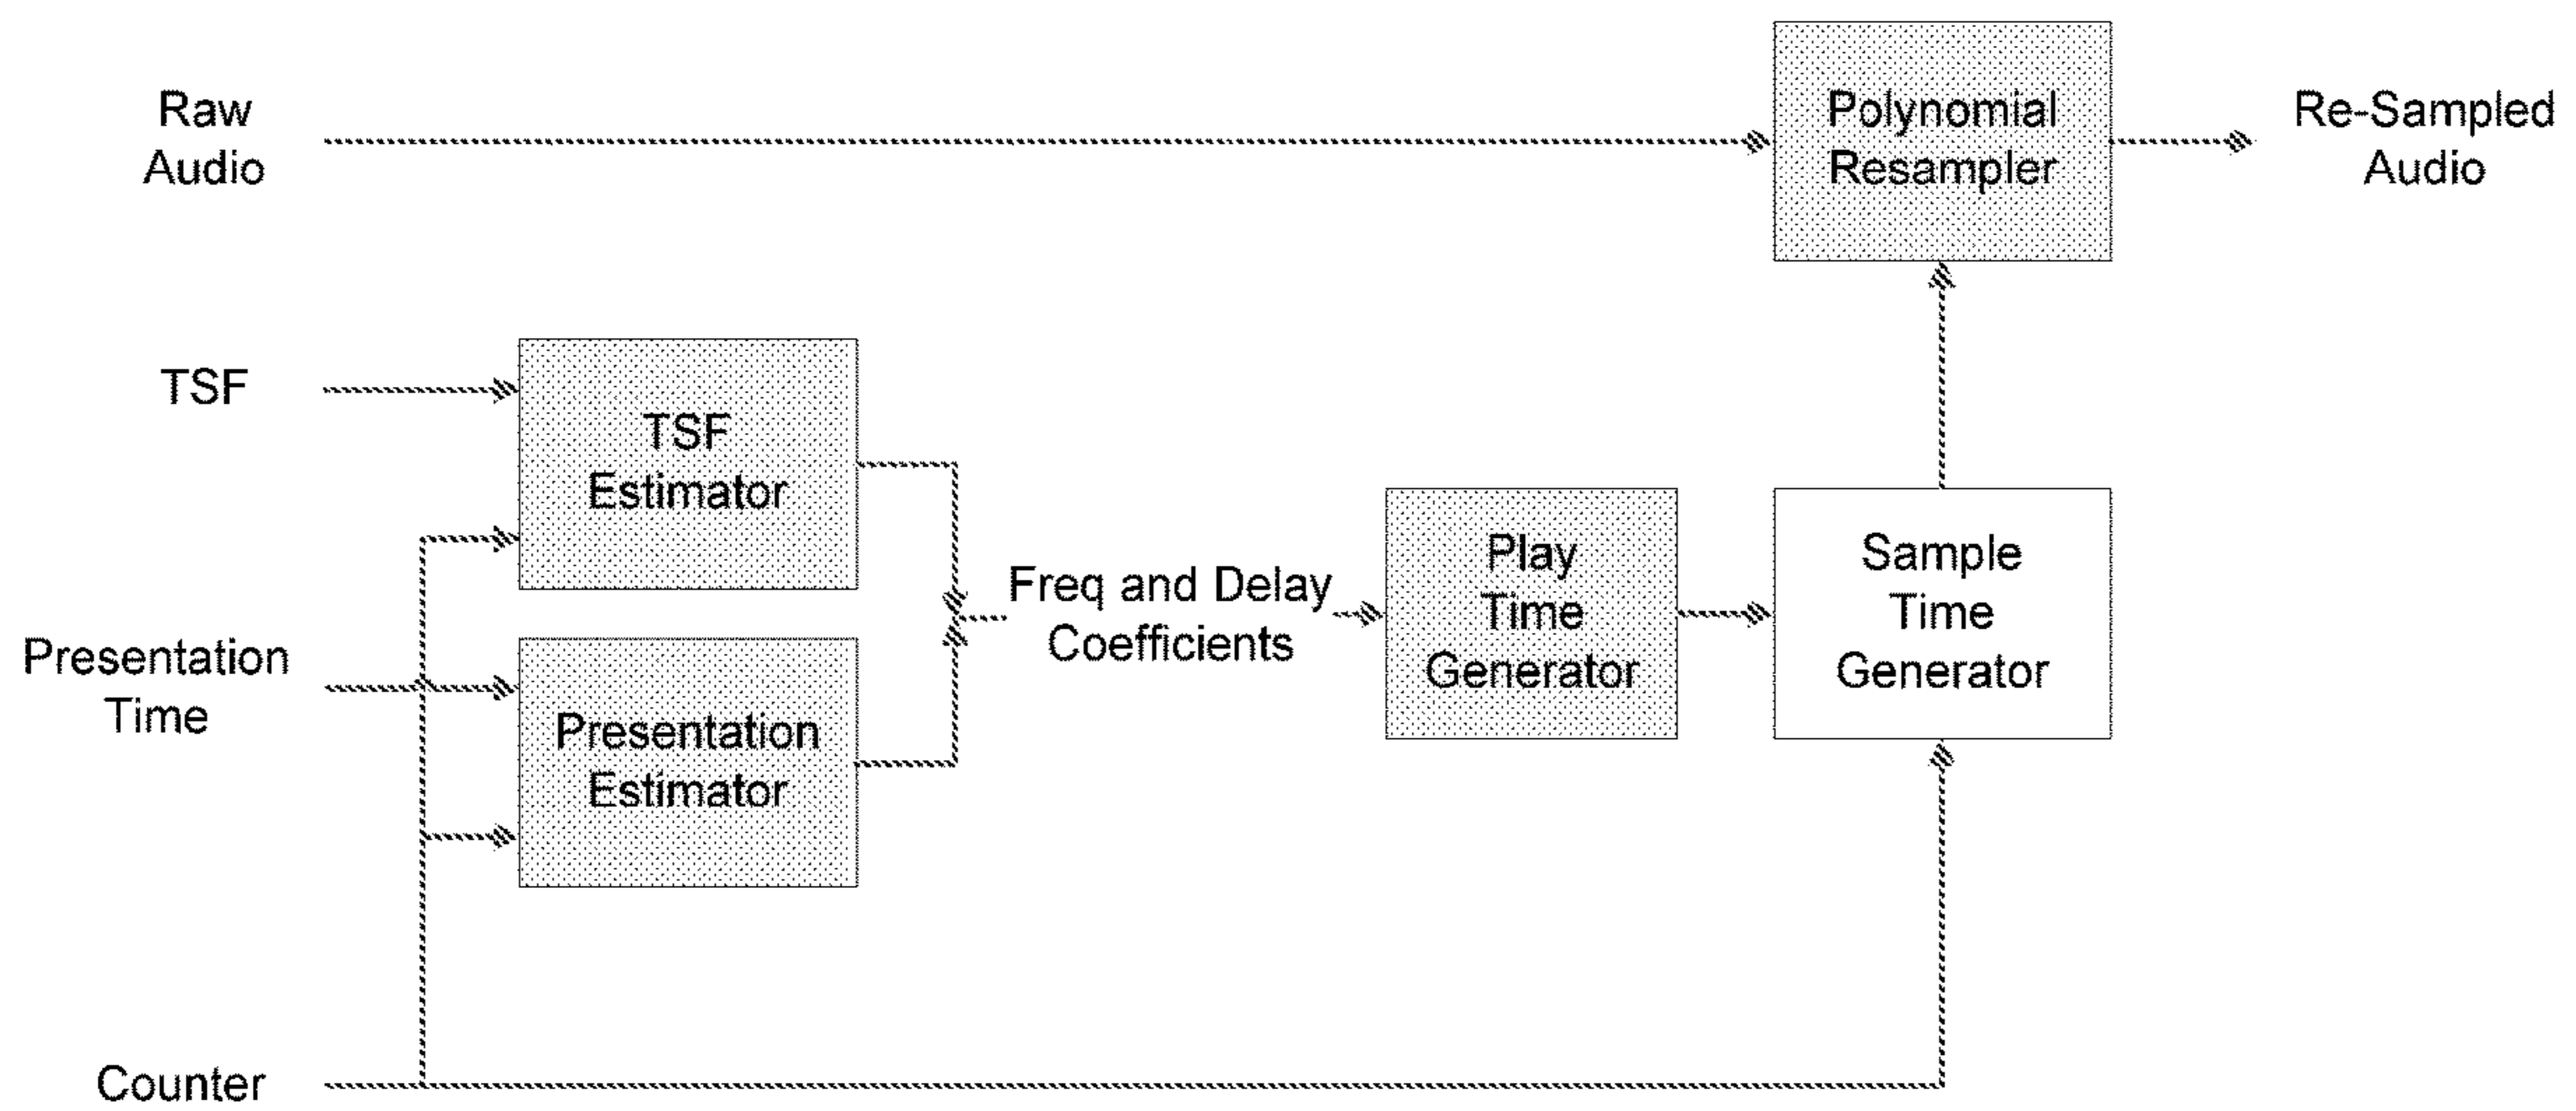 Raw
Audio
Polynomial
Resampler
Re-Sampled
Audio
TSF
TSF
Estimator
Presentation
Time
Presentation
Estimator
Freq and Delay
Coefficients
Play
Time
Generator
Sample
Time
Generator
Counter